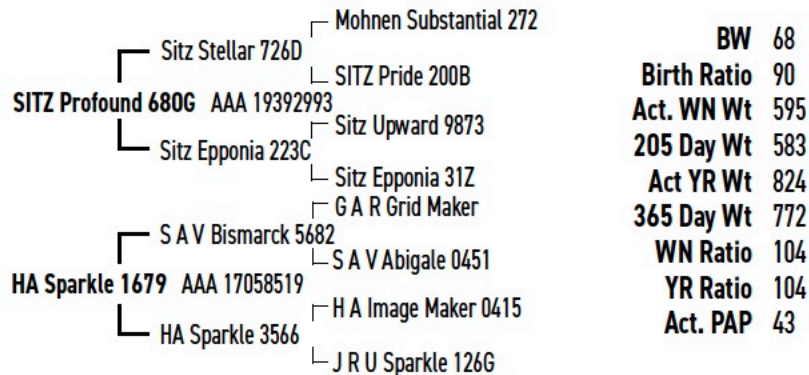 Mohnen Substantial 272
Sitz Stellar 726D
SITZ Pride 200B
SITZ Profound 680G AAA 19392993
Sitz Upward 9873
Sitz Epponia 223C
Sitz Epponia 31Z
G A R Grid Maker
S A V Bismarck 5682
S A V Abigale 0451
HA Sparkle 1679 AAA 17058519
H A Image Maker 0415
HA Sparkle 3566
J R U Sparkle 126G
BW 68
Birth Ratio 90
Act. WN Wt 595
205 Day Wt 583
Act YR Wt 824
365 Day Wt 772
WN Ratio 104
YR Ratio 104
Act. PAP 43